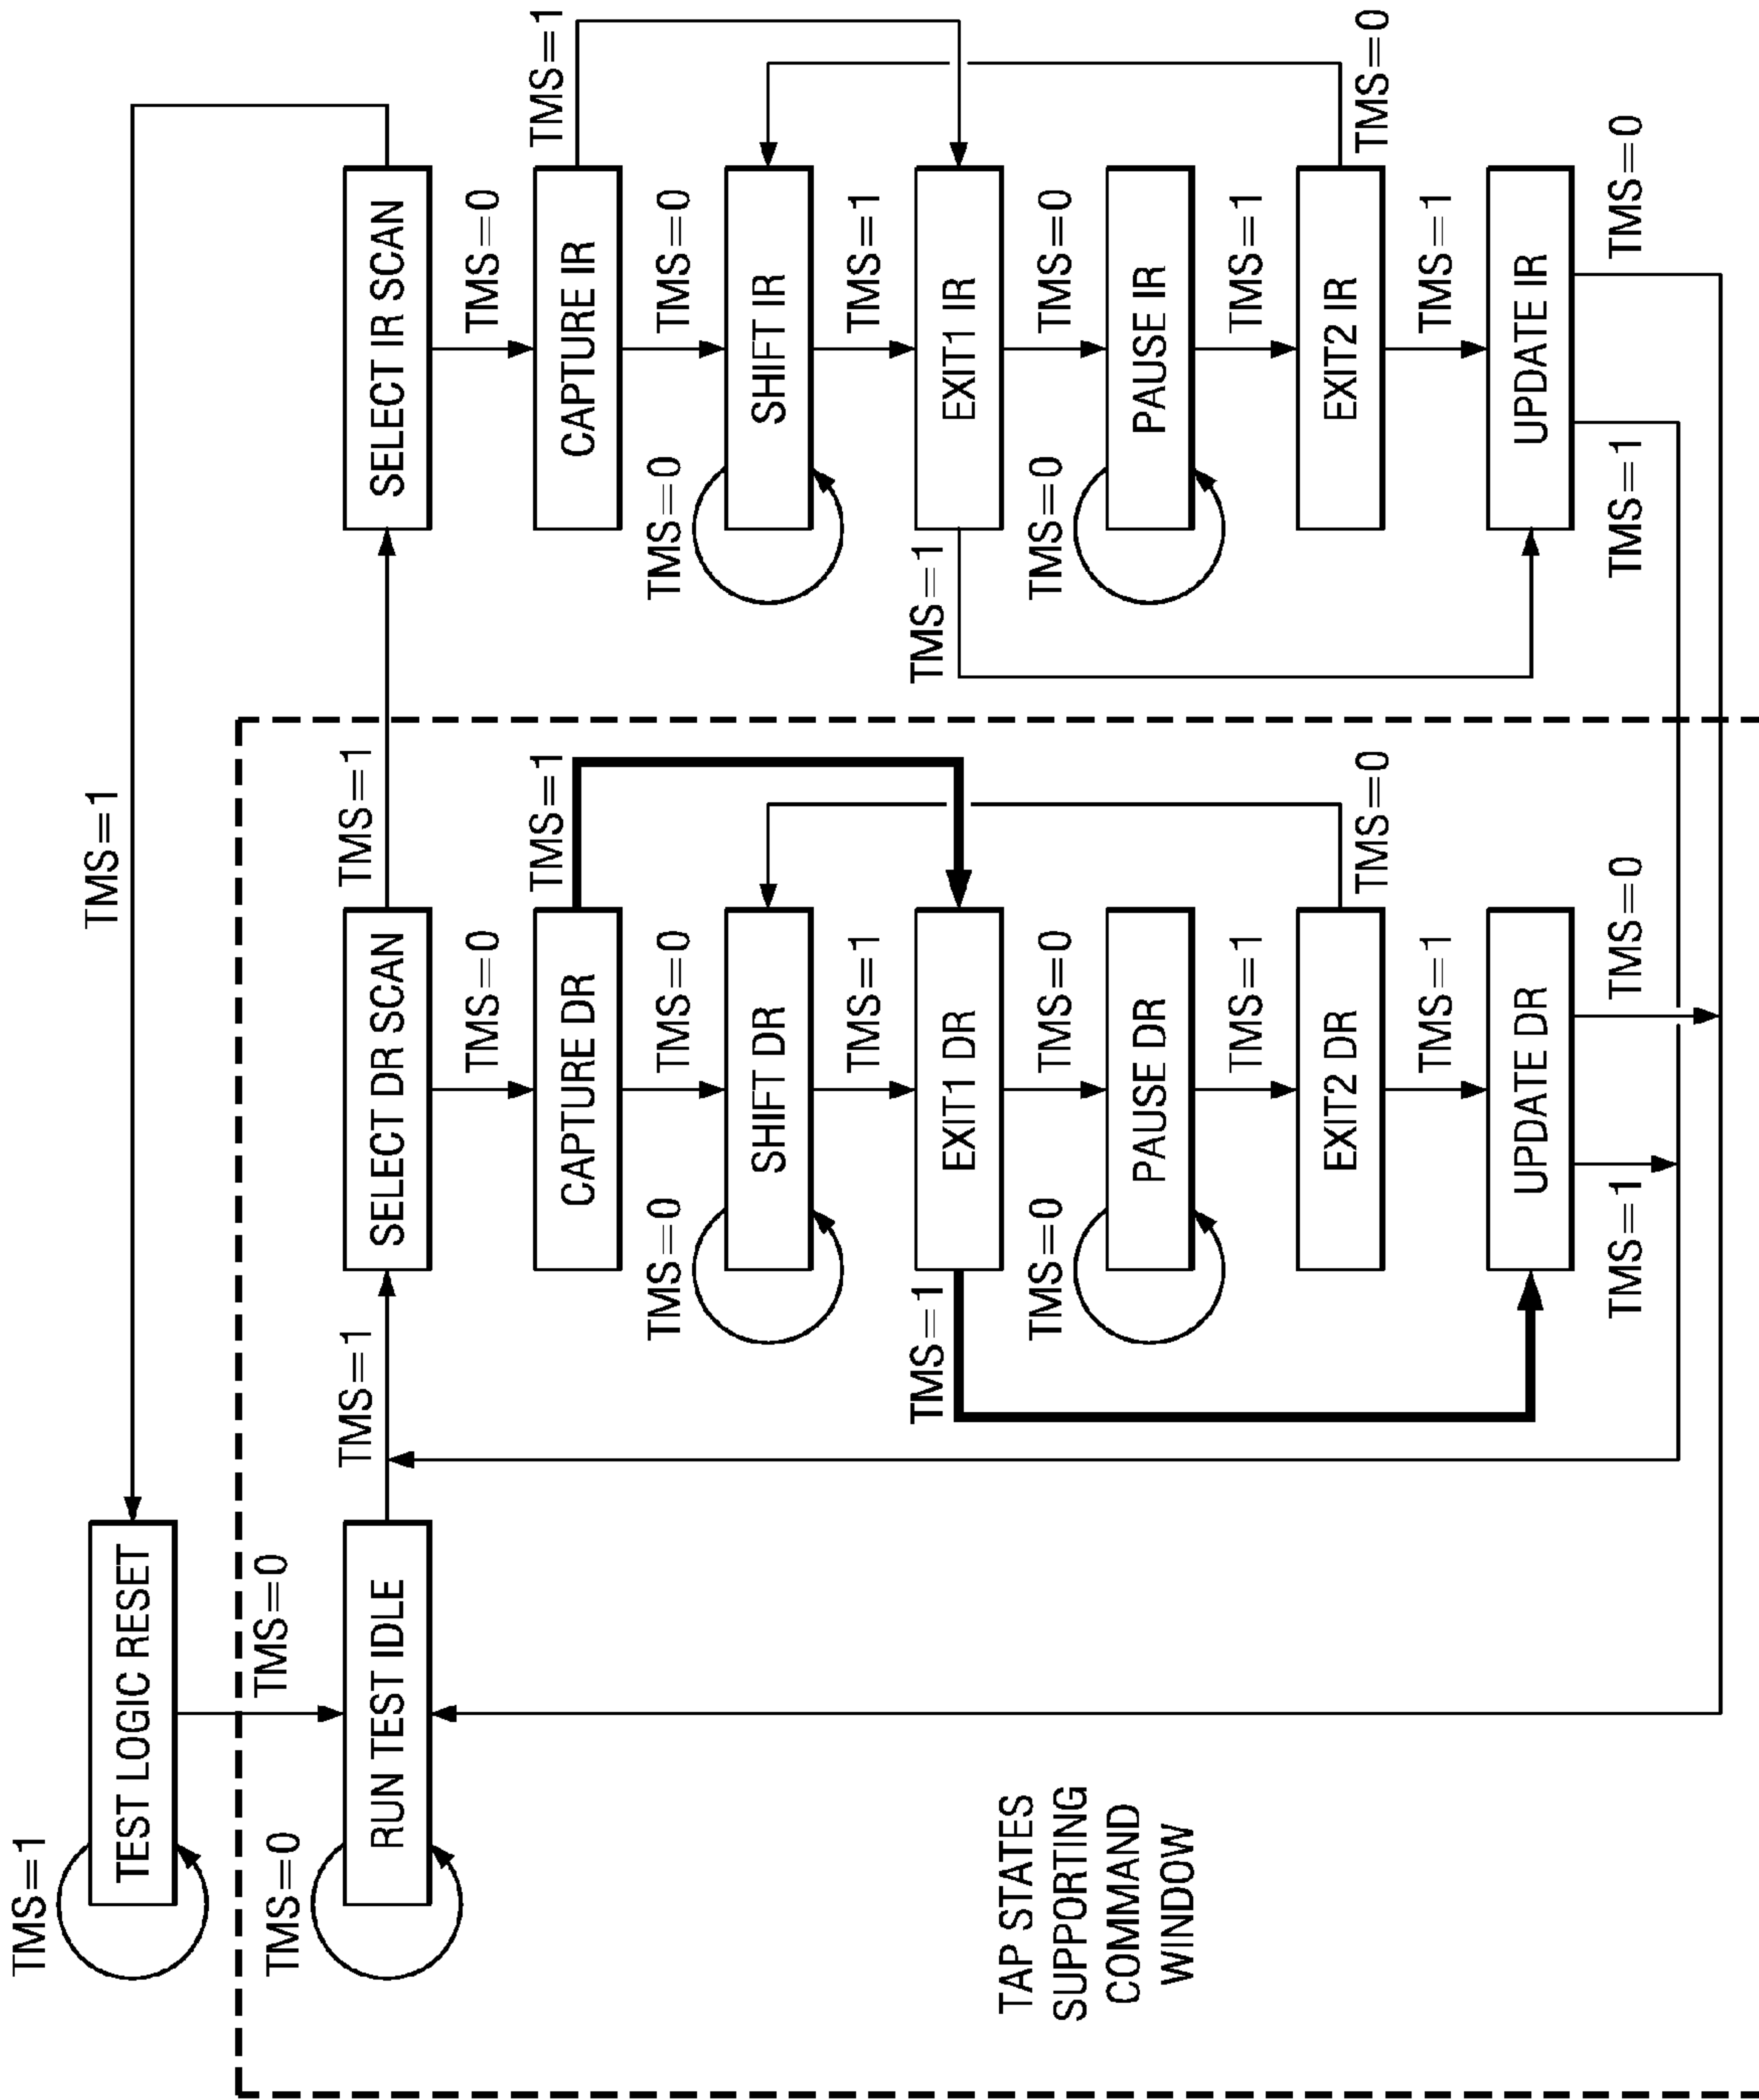 TMS=1
TEST LOGIC RESET
TMS=1
TMS=0
TMS=0
RUN TEST IDLE
TMS=1
SELECT DR SCAN
TMS=1
SELECT IR SCAN
TMS=0
TMS=0
CAPTURE DR
TMS=1
CAPTURE IR
TMS=1
TMS=0
TMS=0
TMS=0
TMS=0
SHIFT DR
SHIFT IR
TMS=1
TMS=1
TMS=1
EXIT1 DR
TMS=1
EXIT1 IR
TMS=0
TMS=0
TMS=0
TMS=0
PAUSE DR
PAUSE IR
TMS=1
TMS=1
EXIT2 DR
TMS=0
EXIT2 IR
TMS=0
TMS=1
TMS=1
UPDATE DR
UPDATE IR
TMS=1
TMS=0
TMS=1
TMS=0
TAP STATES
SUPPORTING
COMMAND
WINDOW